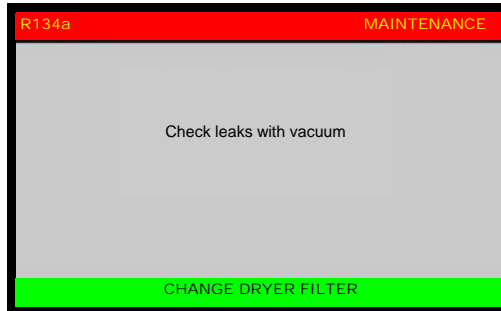 R134a MAINTENANCE
Check leaks with vacuum
CHANGE DRYER FILTER